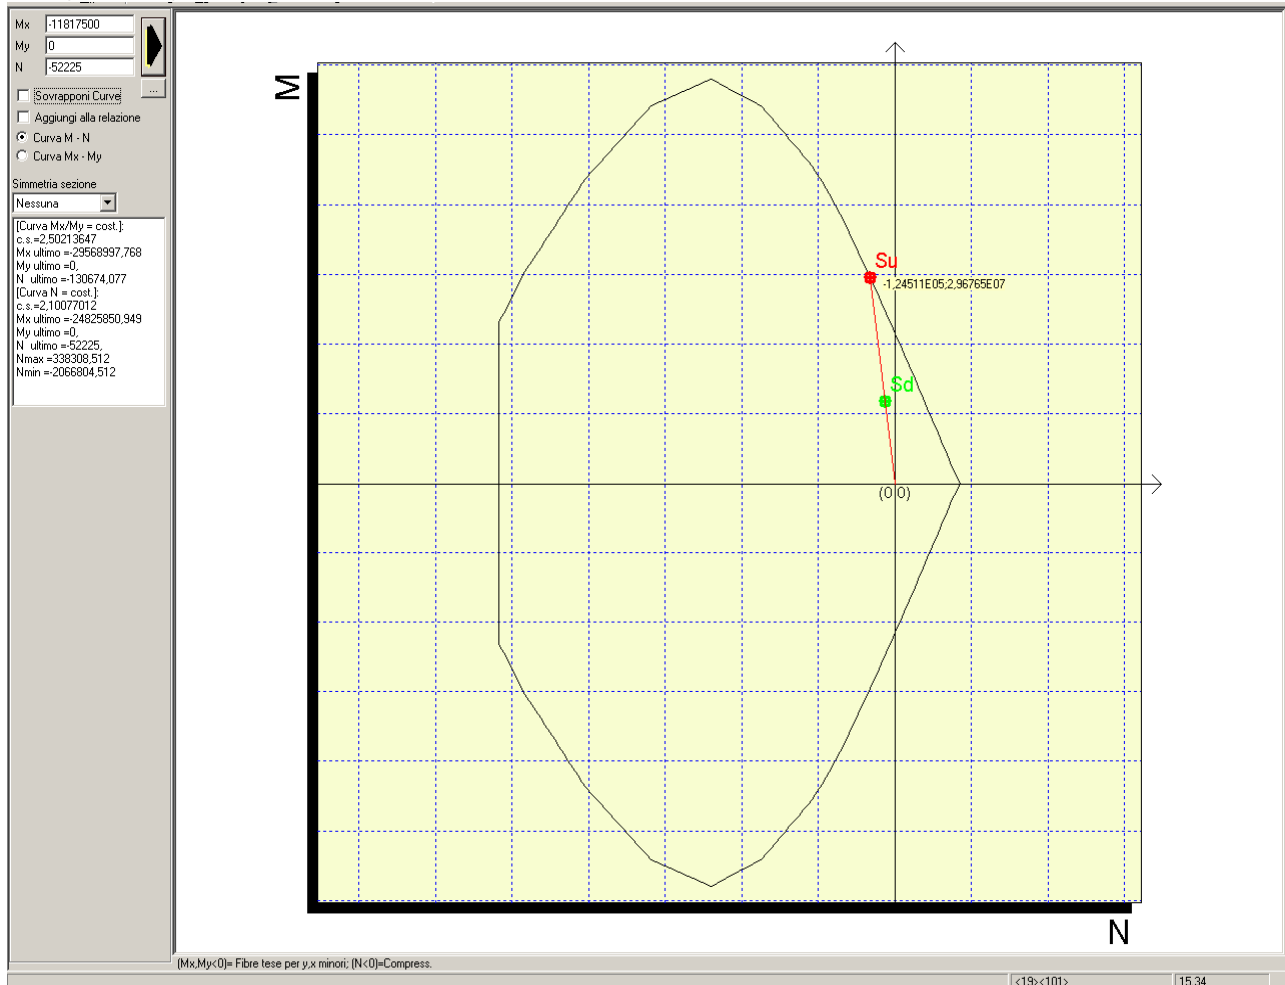 Mx -11817500
My 0
N -52225
...
Sovrapponi Curve
Aggiungi alla relazione
Curva M - N
Curva Mx - My
Simmetria sezione
Nessuna
[Curva Mx/My = cost.]:
c.s.=2,50213647
Mx ultimo =-29568997,768
My ultimo =0,
N ultimo =-130674,077
[Curva N = cost.]:
c.s.=2,10077012
Mx ultimo =-24825850,949
My ultimo =0,
N ultimo =-52225,
Nmax =338308,512
Nmin =-2066804,512
M
Su
-1,24511E05;2,96765E07
Sd
(0;0)
N
(Mx,My<0)= Fibre tese per y,x minori; (N<0)=Compress.
<19><101>
15.34